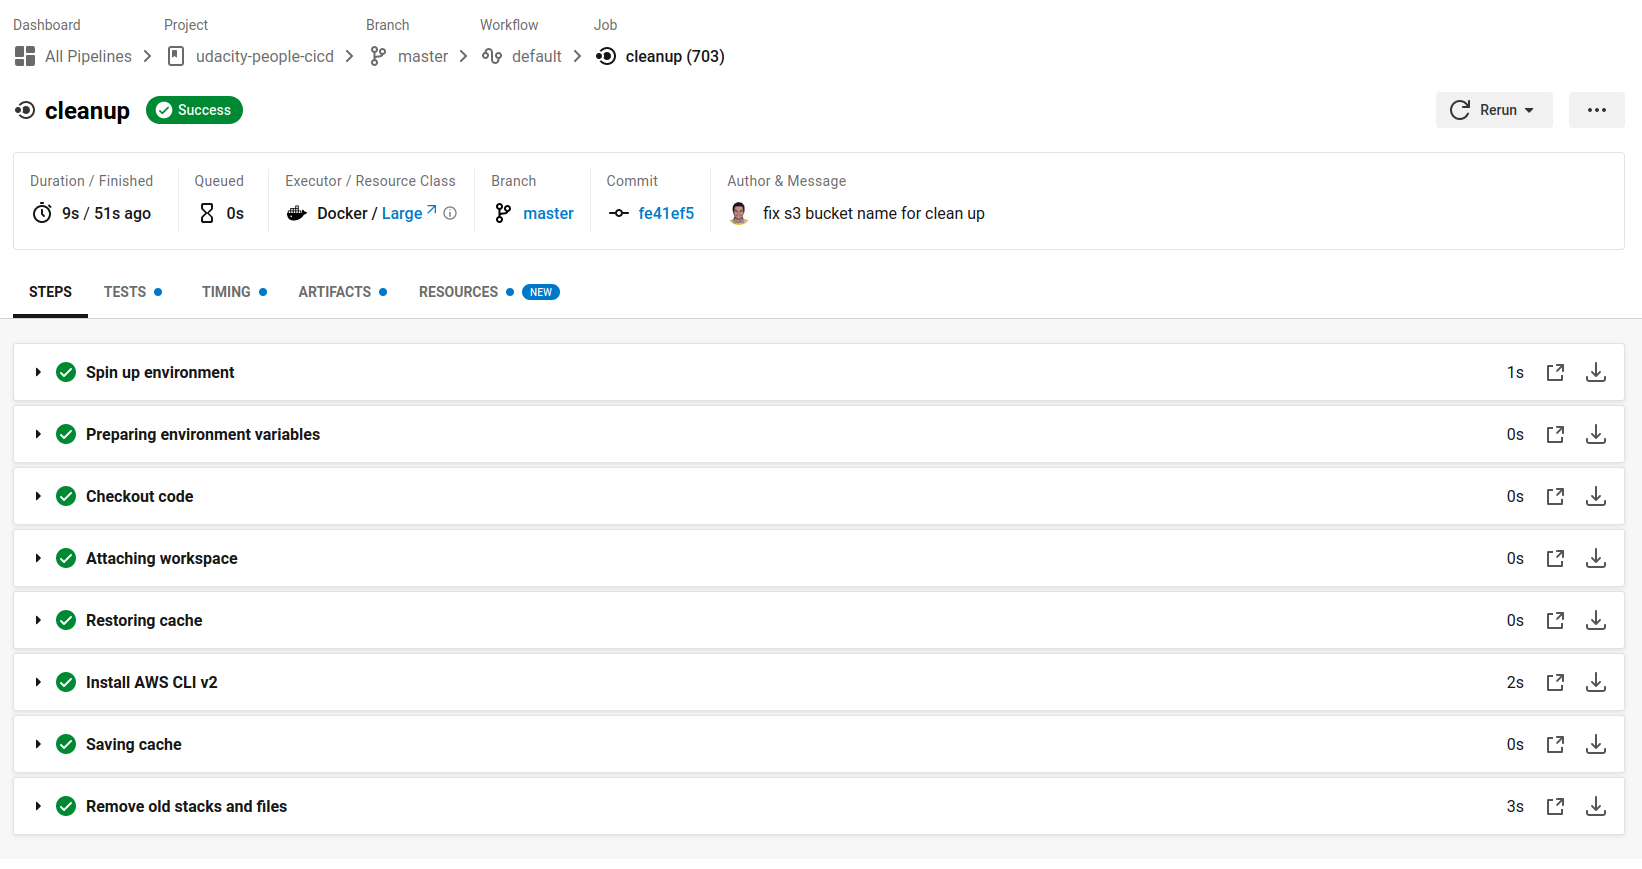 Dashboard Project Branch Workflow Job
All Pipelines udacity-people-cicd master default cleanup (703)
cleanup Success Rerun
Duration / Finished Queued Executor / Resource Class Branch Commit Author & Message
9s / 51s ago 0s Docker / Large master fe41ef5 fix s3 bucket name for clean up
STEPS TESTS TIMING ARTIFACTS RESOURCES NEW
Spin up environment 1s
Preparing environment variables 0s
Checkout code 0s
Attaching workspace 0s
Restoring cache 0s
Install AWS CLI v2 2s
Saving cache 0s
Remove old stacks and files 3s